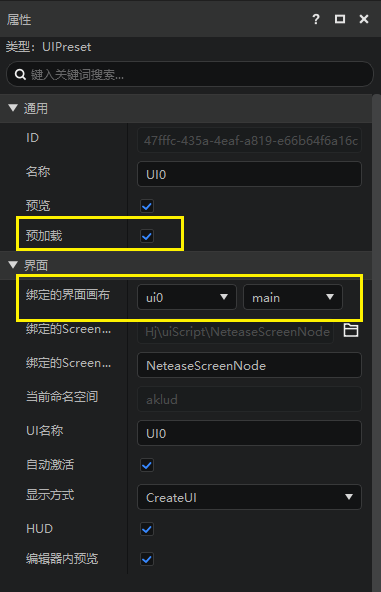 属性
类型：UIPreset
键入关键词搜索...
通用
ID 47fffc-435a-4eaf-a819-e66b64f6a16c
名称 UI0
预览
预加载
界面
绑定的界面画布 ui0 main
绑定的Screen... Hj\uiScript\NeteaseScreenNode
绑定的Screen... NeteaseScreenNode
当前命名空间 aklud
UI名称 UI0
自动激活
显示方式 CreateUI
HUD
编辑器内预览